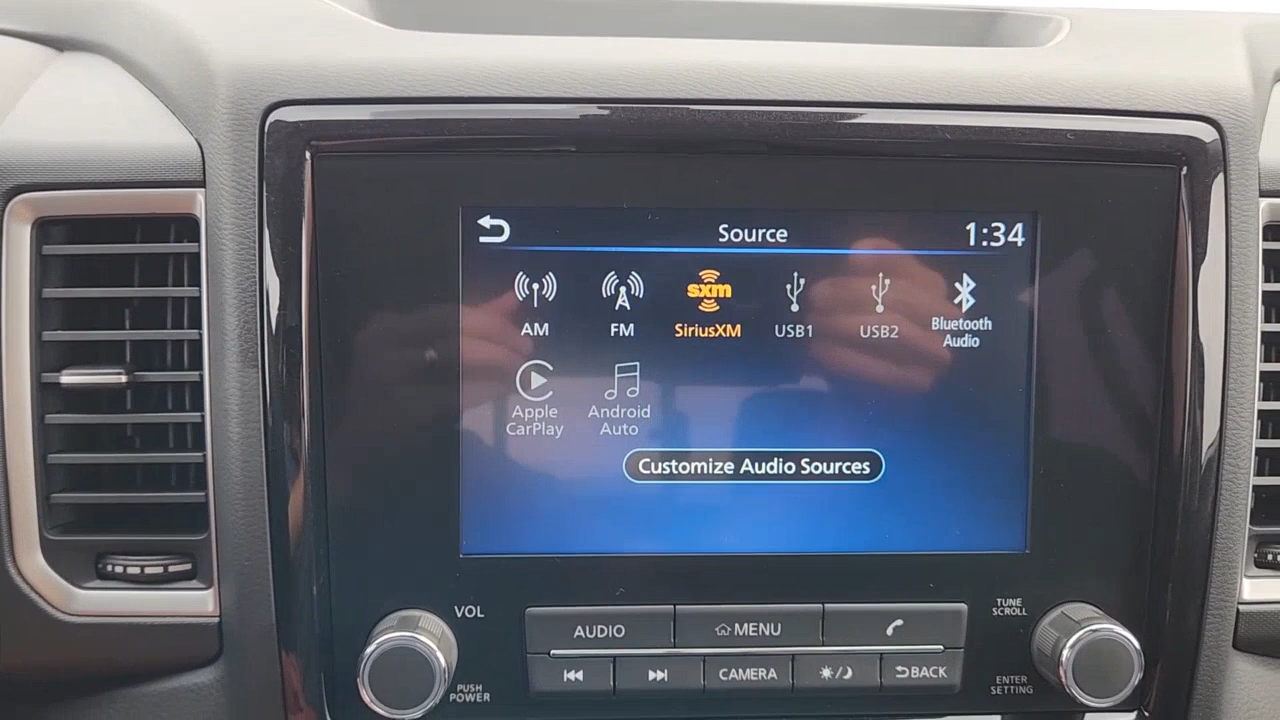 Source
1:34
sxm
AM
FM
SiriusXM
USB1
USB2
Bluetooth
Audio
Apple
CarPlay
Android
Auto
Customize Audio Sources
VOL
TUNE
SCROLL
AUDIO
MENU
CAMERA
BACK
PUSH
POWER
ENTER
SETTING